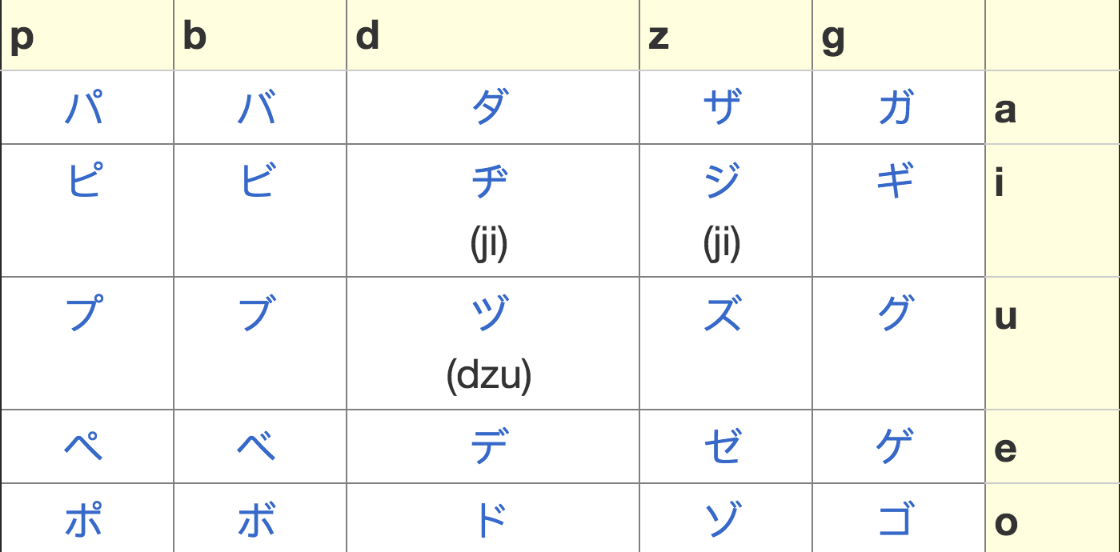 p b d z g
パ バ ダ ザ ガ a
ピ ビ ヂ ジ ギ i
(ji) (ji)
プ ブ ヅ ズ グ u
(dzu)
ペ ベ デ ゼ ゲ e
ポ ボ ド ゾ ゴ o